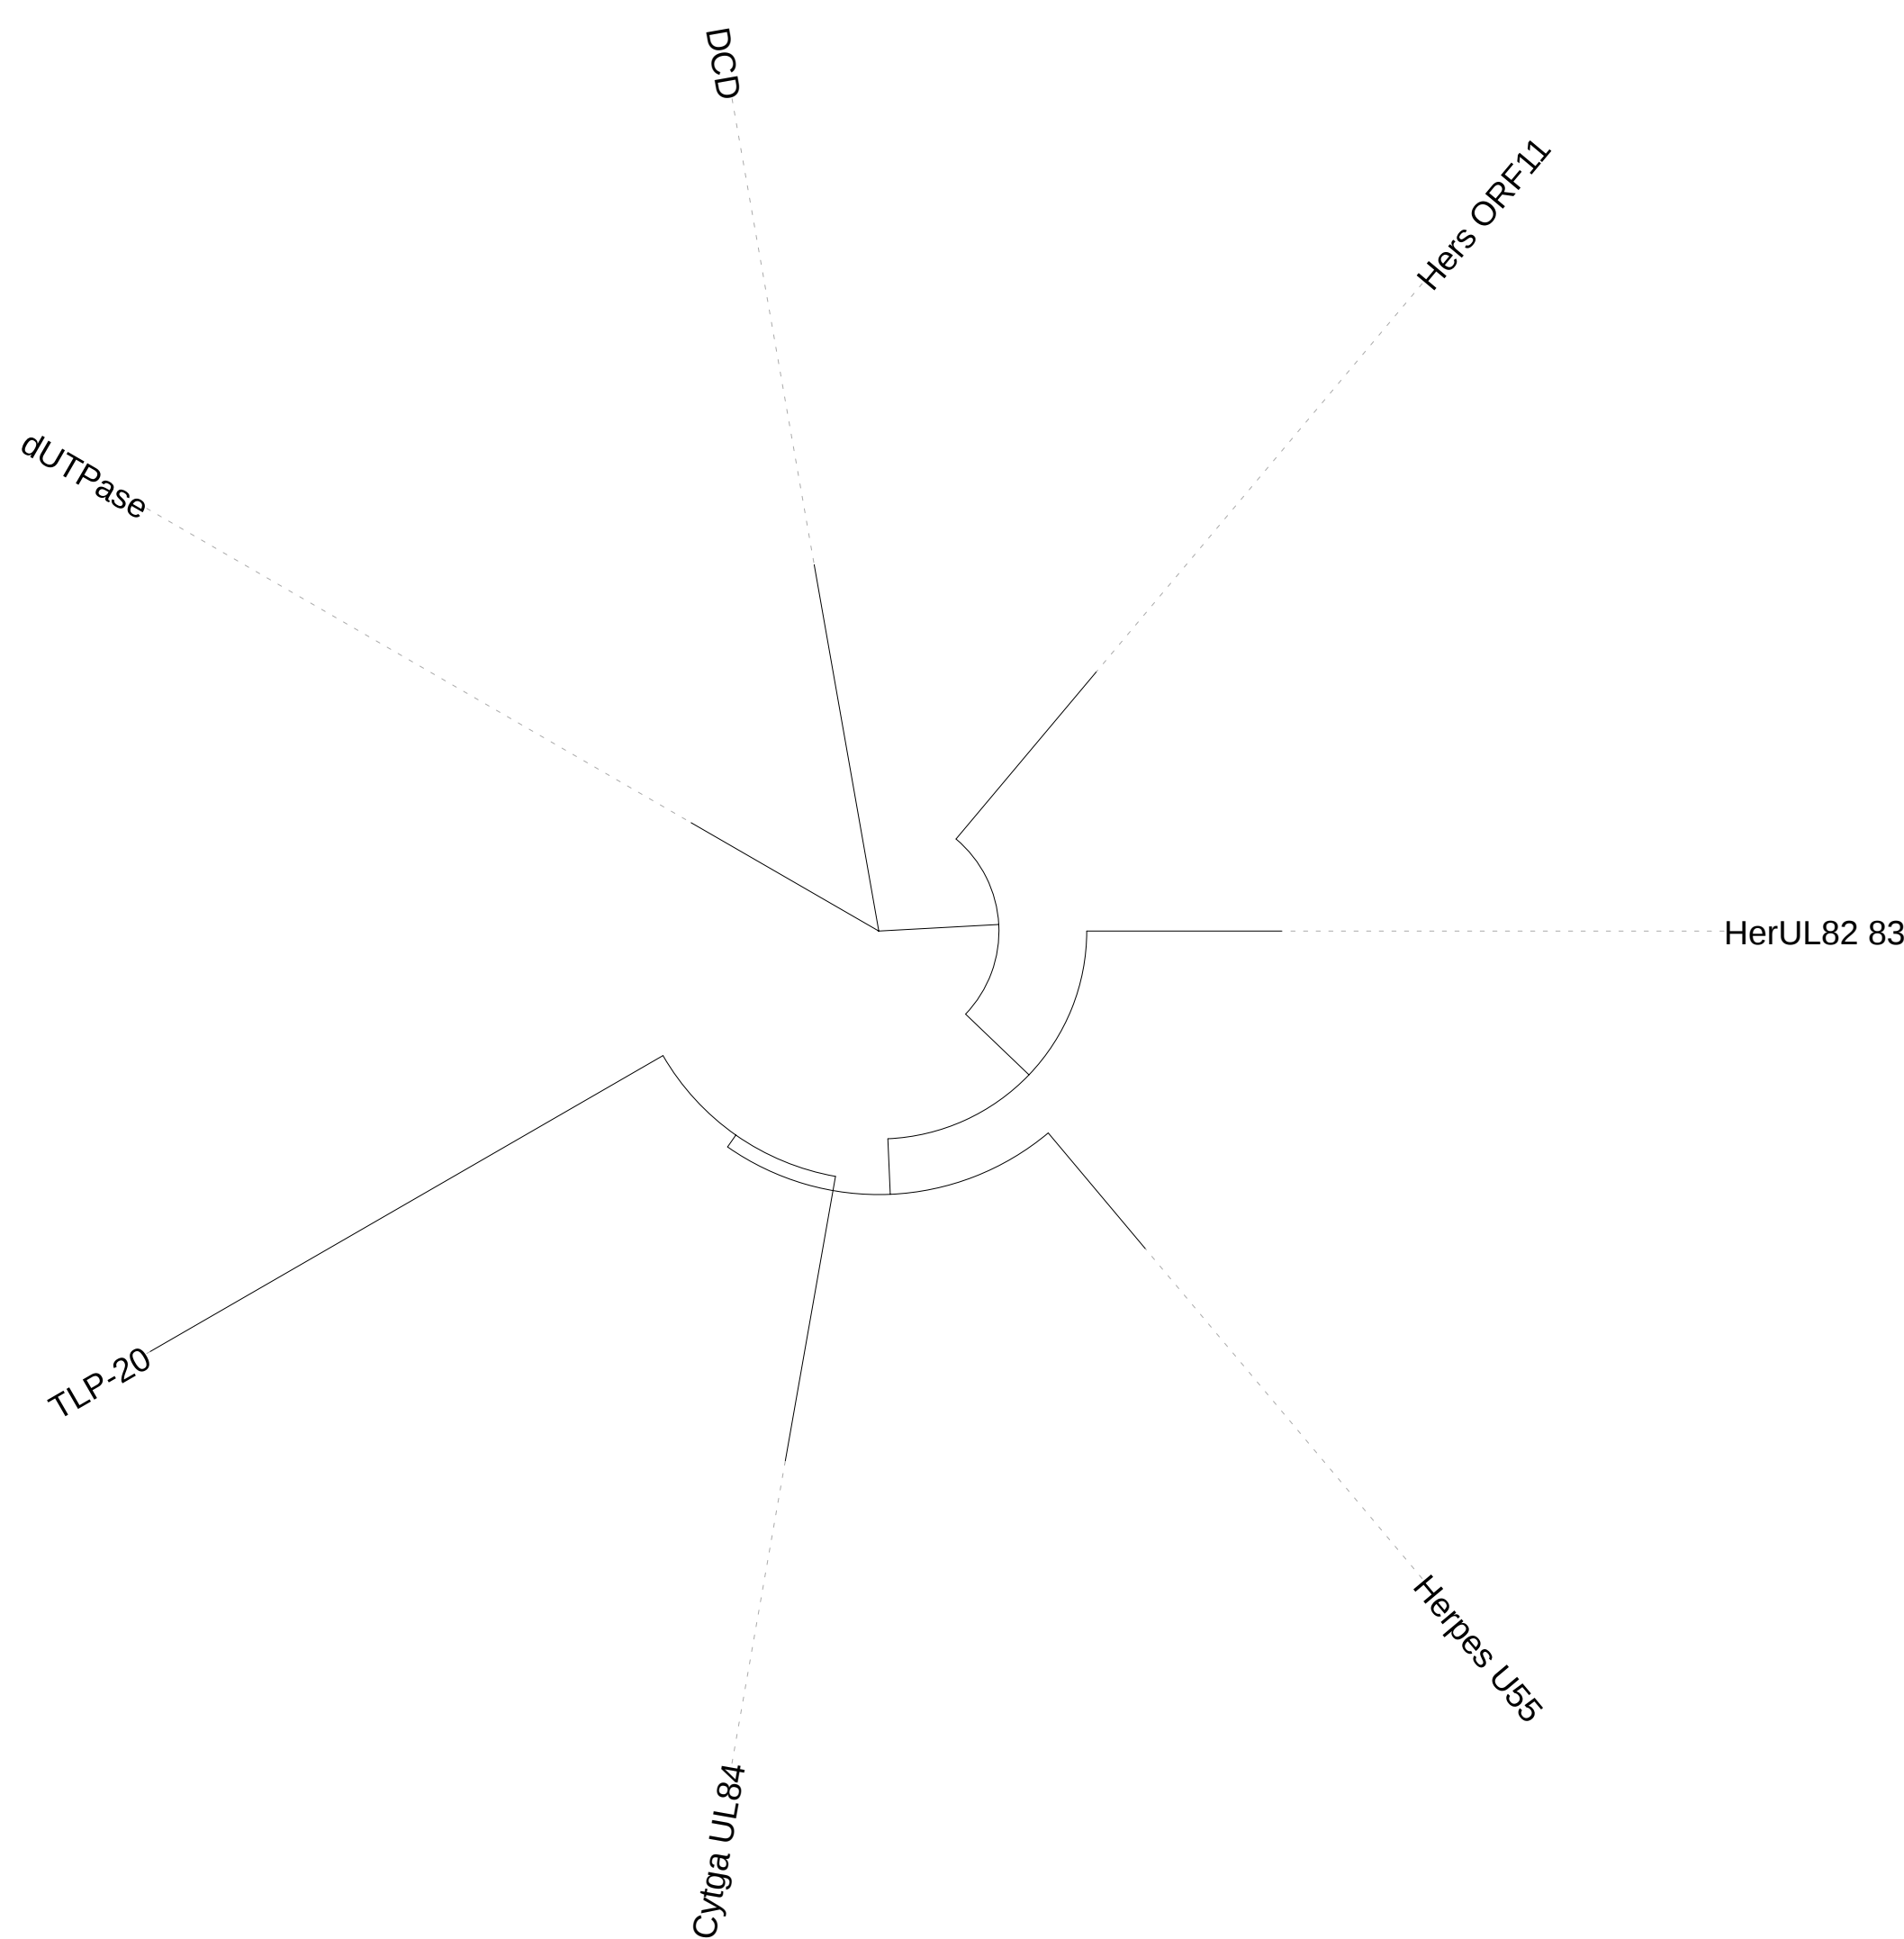 DCD
Hers ORF11
dUTPase
HerUL82 83
TLP-20
Herpes U55
Cytga UL84